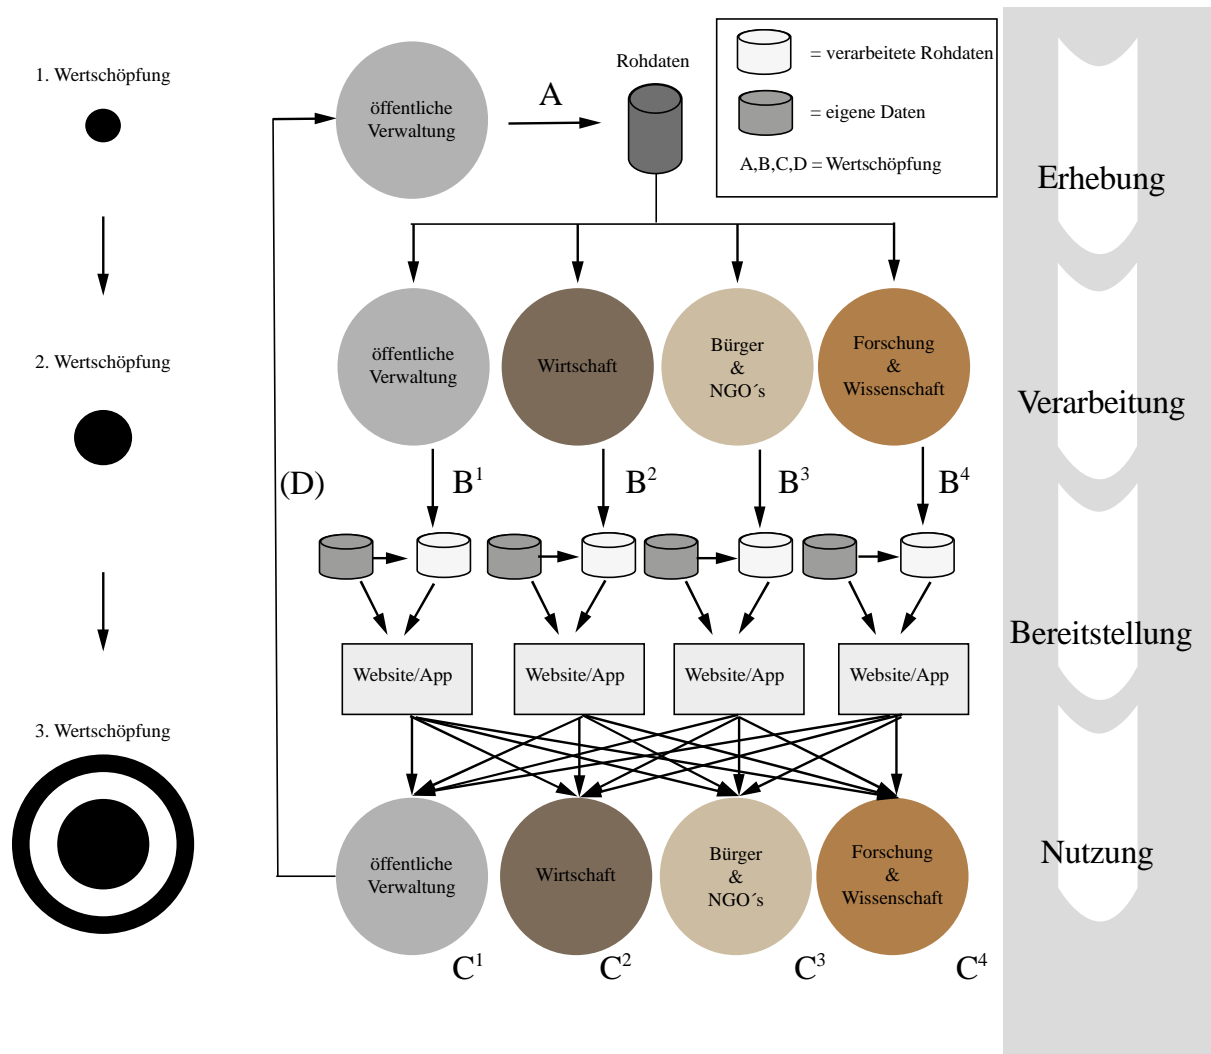 1. Wertschöpfung
öffentliche
Verwaltung
A
Rohdaten
= verarbeitete Rohdaten
= eigene Daten
A,B,C,D = Wertschöpfung
Erhebung
2. Wertschöpfung
öffentliche
Verwaltung
Wirtschaft
Bürger
&
NGO´s
Forschung
&
Wissenschaft
Verarbeitung
(D)
B1
B2
B3
B4
Website/App
Website/App
Website/App
Website/App
Bereitstellung
3. Wertschöpfung
öffentliche
Verwaltung
Wirtschaft
Bürger
&
NGO´s
Forschung
&
Wissenschaft
Nutzung
C1
C2
C3
C4